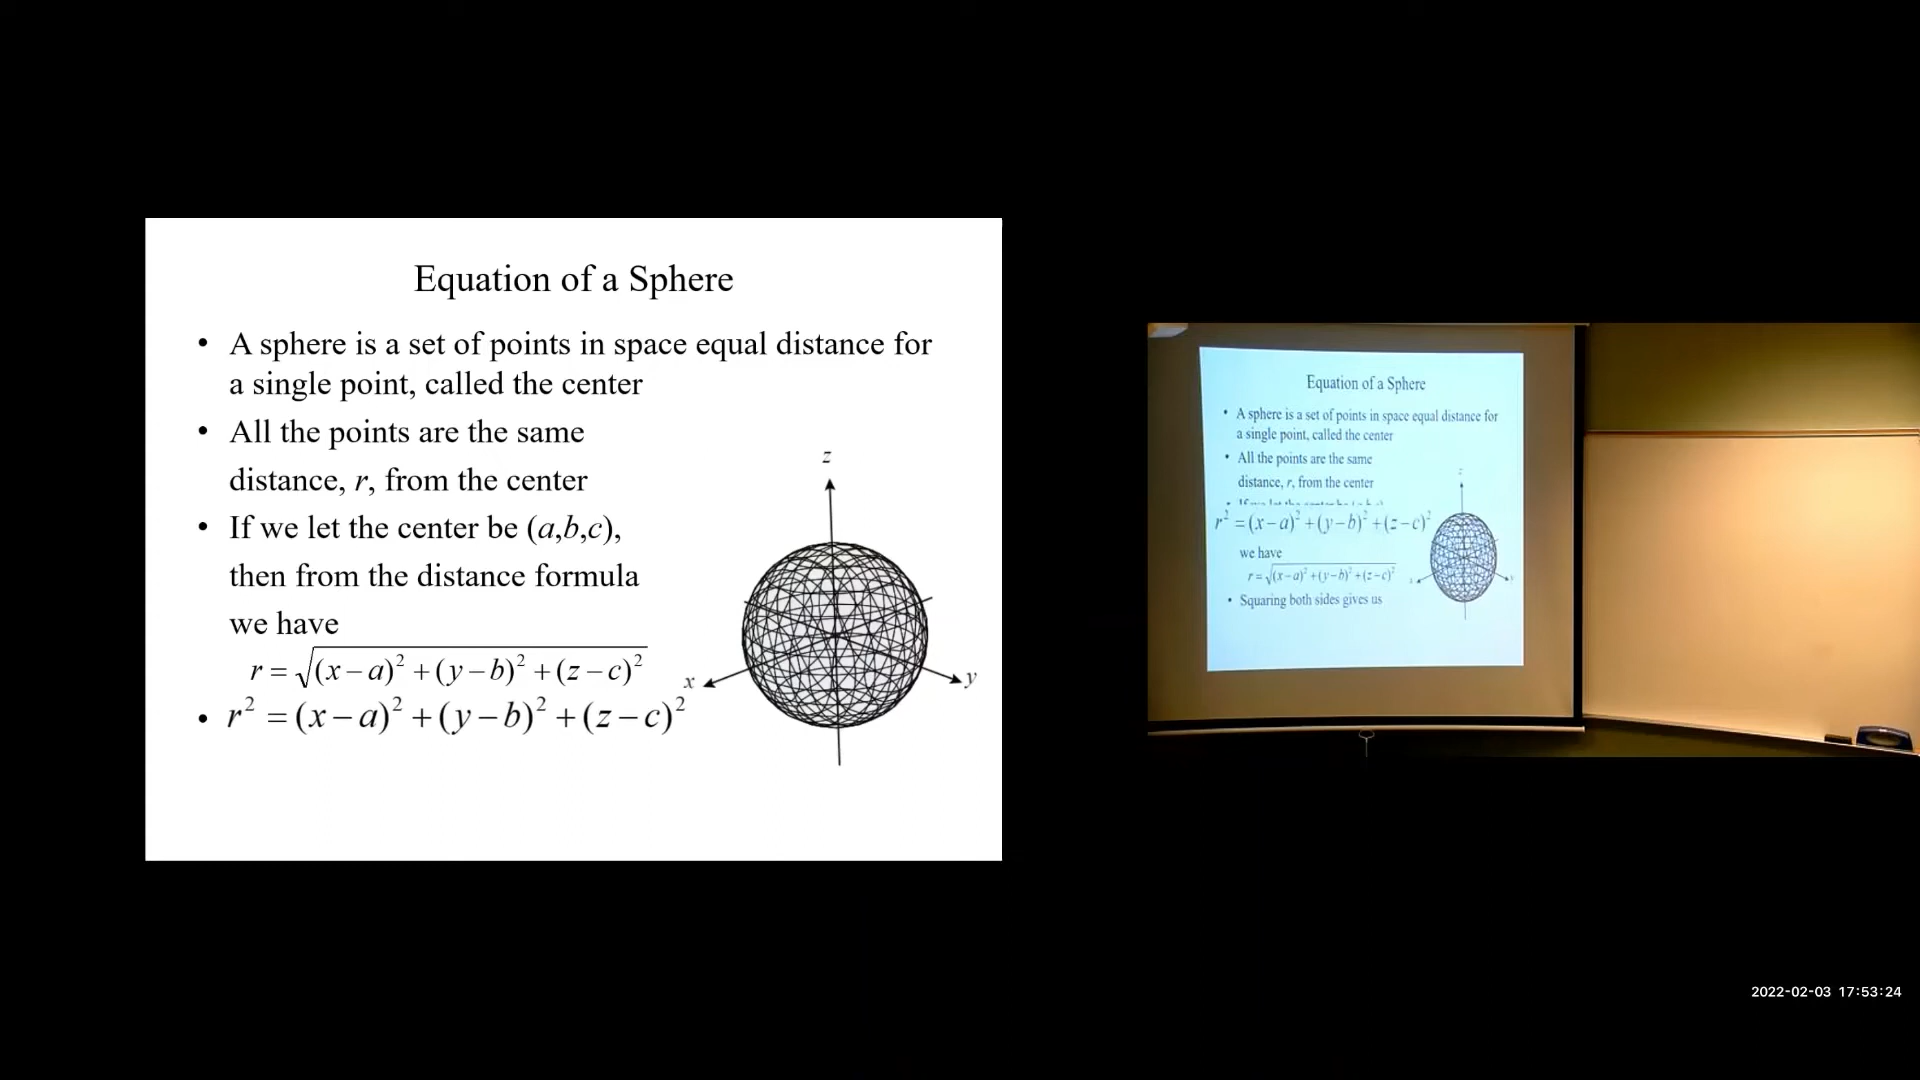 Equation of a Sphere
• A sphere is a set of points in space equal distance for
a single point, called the center
• All the points are the same
distance, r, from the center
• If we let the center be (a,b,c),
then from the distance formula
we have
r = √(x − a)² + (y − b)² + (z − c)²
• r² = (x − a)² + (y − b)² + (z − c)²
z
x
y
Equation of a Sphere
• A sphere is a set of points in space equal distance for
a single point, called the center
• All the points are the same
distance, r, from the center
r² = (x − a)² + (y − b)² + (z − c)²
we have
r = √(x − a)² + (y − b)² + (z − c)²
• Squaring both sides gives us
2022-02-03 17:53:24